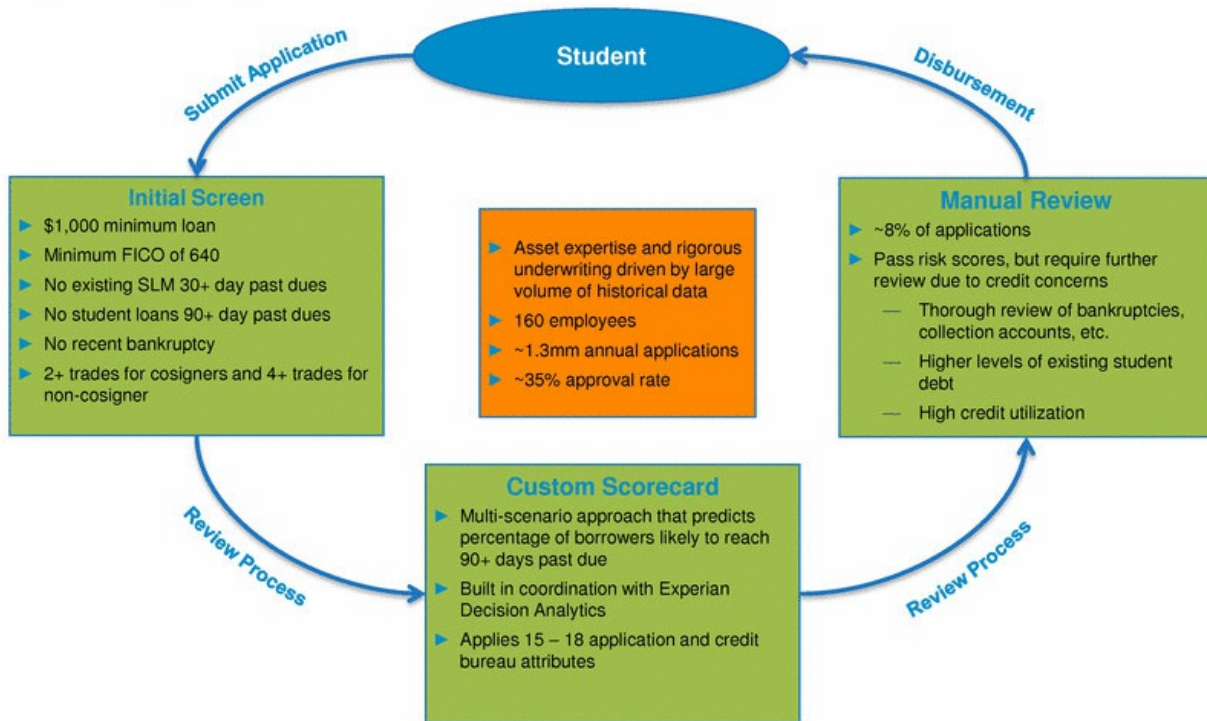 Student
Submit Application
Disbursement
Initial Screen
$1,000 minimum loan
Minimum FICO of 640
No existing SLM 30+ day past dues
No student loans 90+ day past dues
No recent bankruptcy
2+ trades for cosigners and 4+ trades for
non-cosigner
Asset expertise and rigorous
underwriting driven by large
volume of historical data
160 employees
~1.3mm annual applications
~35% approval rate
Manual Review
~8% of applications
Pass risk scores, but require further
review due to credit concerns
— Thorough review of bankruptcies,
collection accounts, etc.
— Higher levels of existing student
debt
— High credit utilization
Review Process
Custom Scorecard
Multi-scenario approach that predicts
percentage of borrowers likely to reach
90+ days past due
Built in coordination with Experian
Decision Analytics
Applies 15 – 18 application and credit
bureau attributes
Review Process